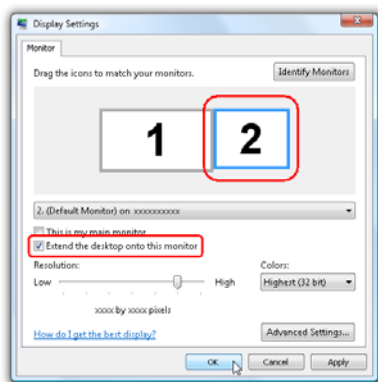 Display Settings
Monitor
Drag the icons to match your monitors.
Identify Monitors
1
2
2. (Default Monitor) on xxxxxxxxxx
This is my main monitor
Extend the desktop onto this monitor
Resolution:
Low
High
xxxx by xxxx pixels
Colors:
Highest (32 bit)
How do I get the best display?
Advanced Settings...
OK
Cancel
Apply